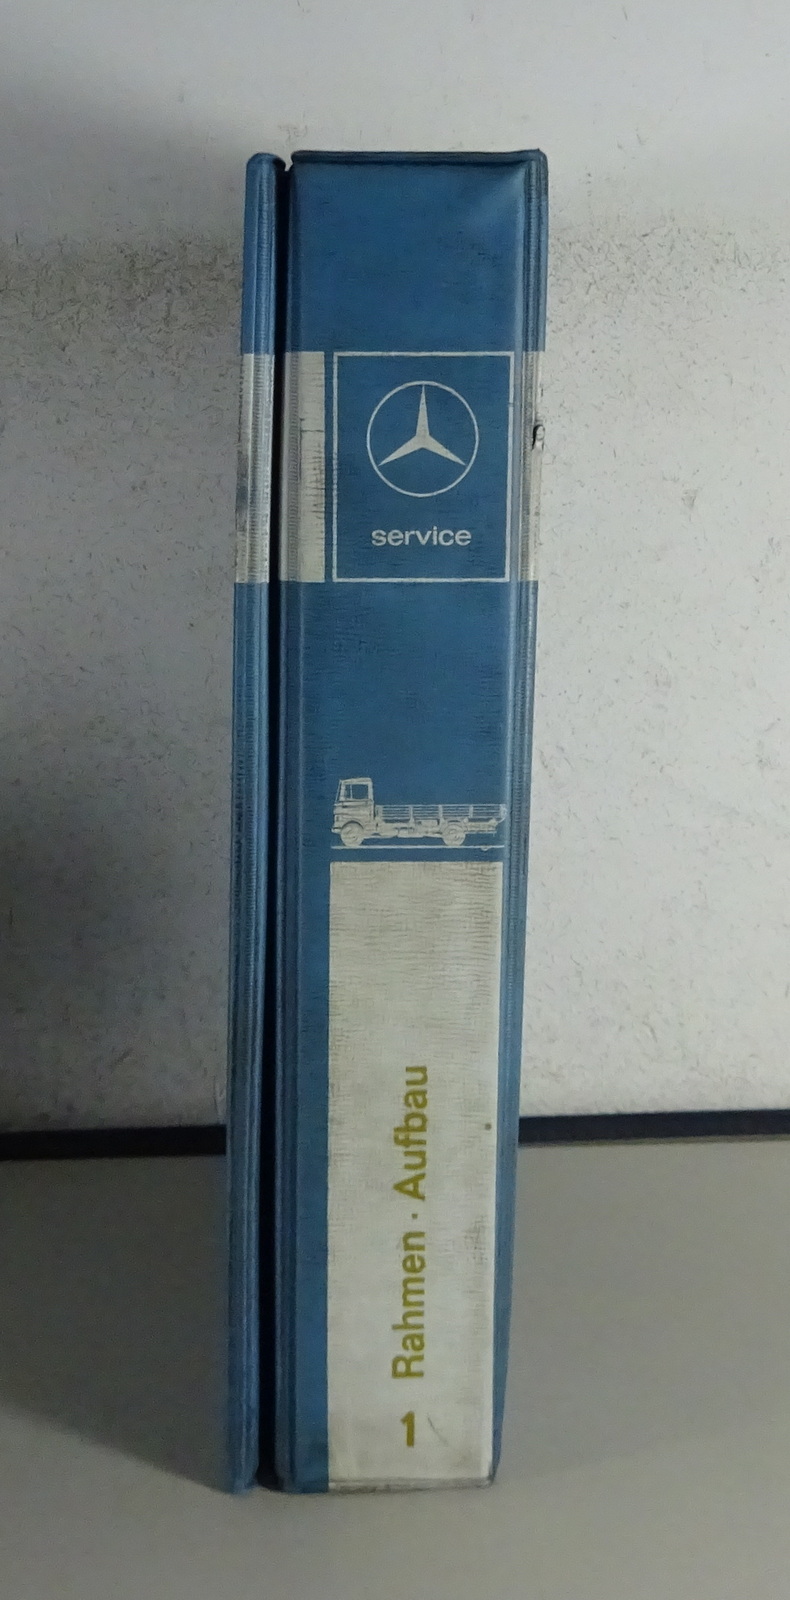 service
1 Rahmen · Aufbau